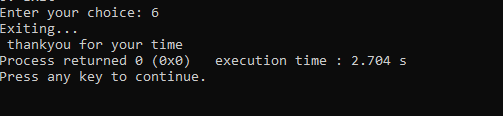 Enter your choice: 6
Exiting...
 thankyou for your time
Process returned 0 (0x0)   execution time : 2.704 s
Press any key to continue.